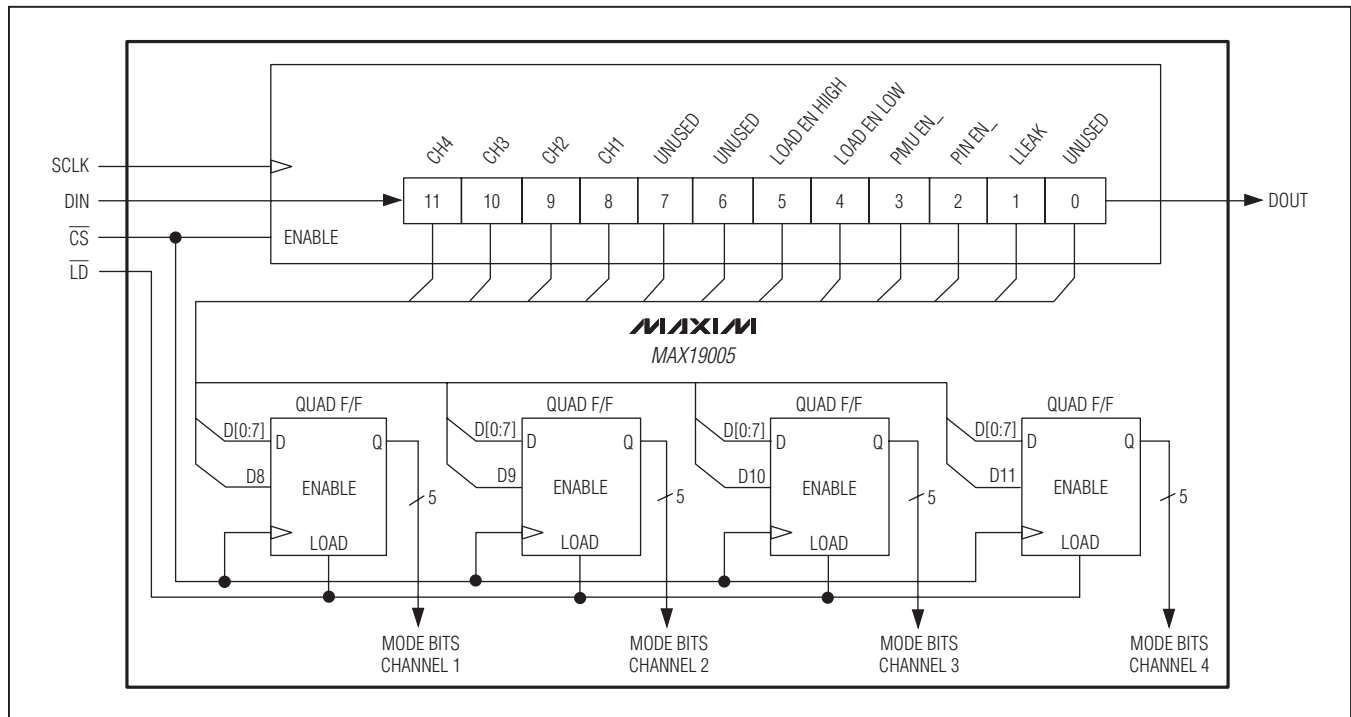 CH4 CH3 CH2 CH1 UNUSED UNUSED LOAD EN HIIGH LOAD EN LOW PMU EN_ PIN EN_ LLEAK UNUSED
SCLK
DIN 11 10 9 8 7 6 5 4 3 2 1 0 DOUT
CS ENABLE
LD
MAXIM
MAX19005
QUAD F/F QUAD F/F QUAD F/F QUAD F/F
D[0:7] D Q D[0:7] D Q D[0:7] D Q D[0:7] D Q
D8 ENABLE 5 D9 ENABLE 5 D10 ENABLE 5 D11 ENABLE 5
LOAD LOAD LOAD LOAD
MODE BITS MODE BITS MODE BITS MODE BITS
CHANNEL 1 CHANNEL 2 CHANNEL 3 CHANNEL 4